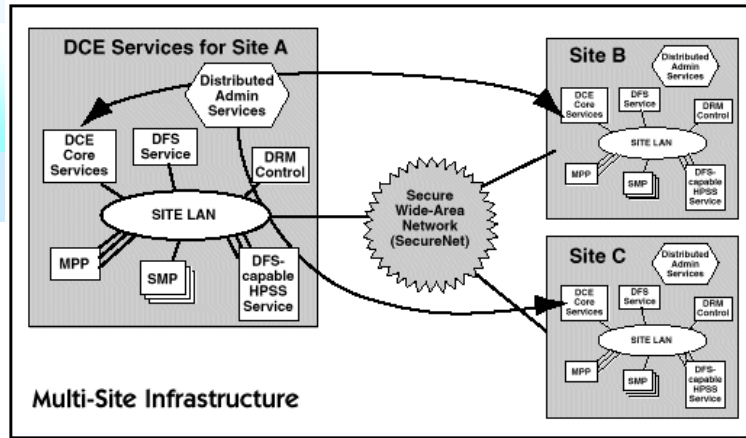 DCE Services for Site A
Distributed
Admin
Services
DCE
Core
Services
DFS
Service
DRM
Control
SITE LAN
MPP
SMP
DFS-
capable
HPSS
Service
Secure
Wide-Area
Network
(SecureNet)
Site B
Distributed
Admin
Services
DCE Core
Services
DFS
Service
DRM
Control
SITE LAN
MPP
SMP
DFS-
capable
HPSS
Service
Site C
Distributed
Admin
Services
DCE Core
Services
DFS
Service
DRM
Control
SITE LAN
MPP
SMP
DFS-
capable
HPSS
Service
Multi-Site Infrastructure